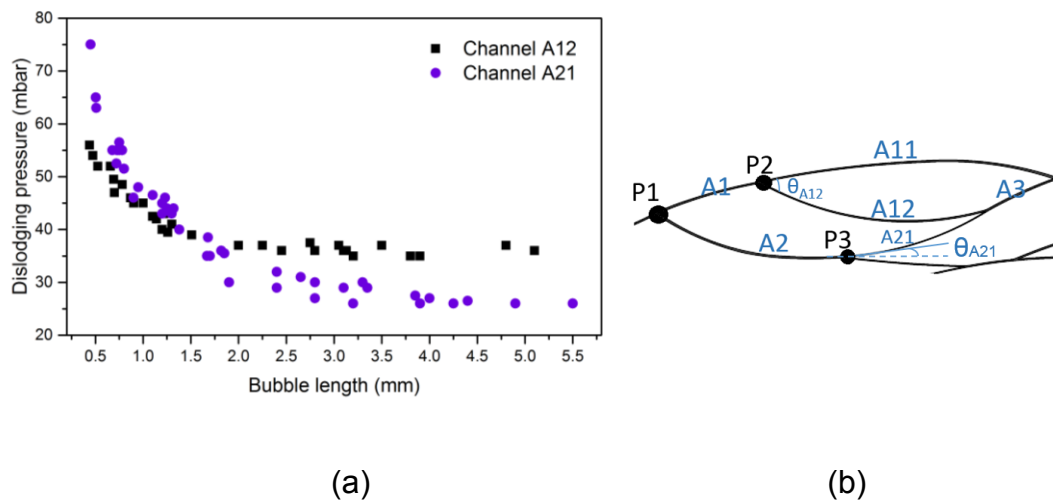 80
70
60
50
40
30
20
Dislodging pressure (mbar)
Channel A12
Channel A21
0.5 1.0 1.5 2.0 2.5 3.0 3.5 4.0 4.5 5.0 5.5
Bubble length (mm)
(a)
P1
A1
P2
θA12
A11
A12
A3
A2
P3
A21
θA21
(b)